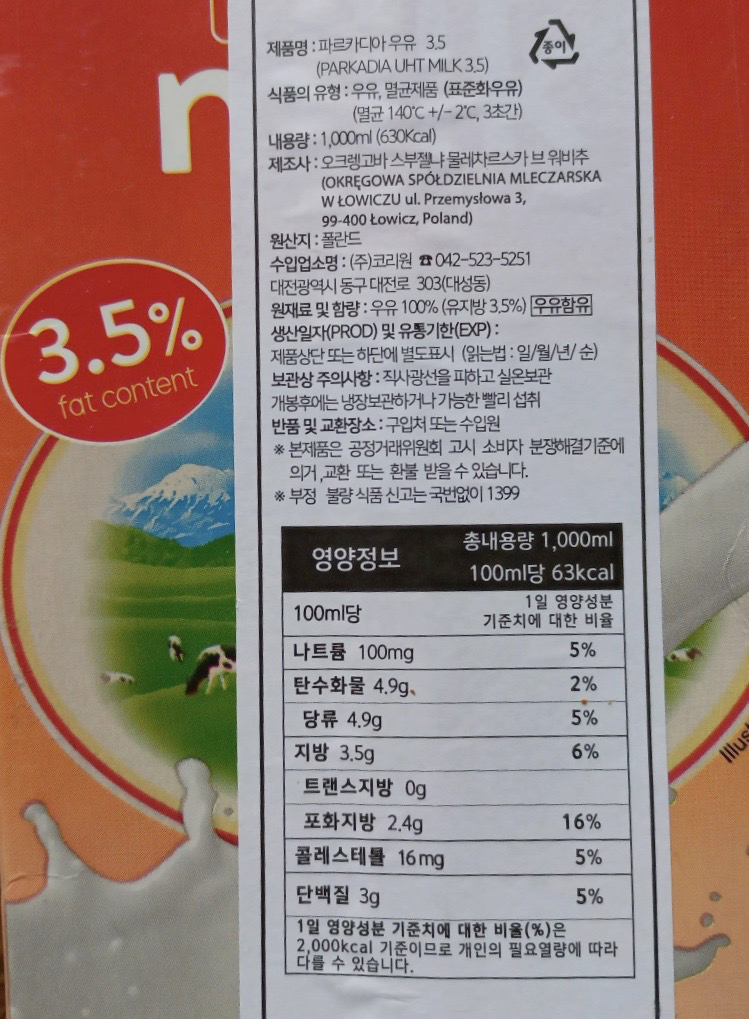 제품명 : 파르카디아 우유 3.5
(PARKADIA UHT MILK 3.5)
종이
식품의 유형 : 우유, 멸균제품 (표준화우유)
(멸균 140℃ +/- 2℃, 3초간)
내용량 : 1,000ml (630Kcal)
제조사 : 오크렝고바 스부젤냐 물레차르스카 브 워비추
(OKRĘGOWA SPÓŁDZIELNIA MLECZARSKA
W ŁOWICZU ul. Przemysłowa 3,
99-400 Łowicz, Poland)
원산지 : 폴란드
수입업소명 : (주)코리원 ☎ 042-523-5251
대전광역시 동구 대전로 303(대성동)
원재료 및 함량 : 우유 100% (유지방 3.5%) 우유함유
생산일자(PROD) 및 유통기한(EXP) :
제품상단 또는 하단에 별도표시 (읽는법 : 일/월/년/ 순)
보관상 주의사항 : 직사광선을 피하고 실온보관
개봉후에는 냉장보관하거나 가능한 빨리 섭취
반품 및 교환장소 : 구입처 또는 수입원
※ 본제품은 공정거래위원회 고시 소비자 분쟁해결기준에
의거 ,교환 또는 환불 받을 수 있습니다.
※ 부정 불량 식품 신고는 국번없이 1399
3.5%
fat content
영양정보
총내용량 1,000ml
100ml당 63kcal
100ml당
1일 영양성분
기준치에 대한 비율
나트륨 100mg 5%
탄수화물 4.9g 2%
당류 4.9g 5%
지방 3.5g 6%
트랜스지방 0g
포화지방 2.4g 16%
콜레스테롤 16mg 5%
단백질 3g 5%
1일 영양성분 기준치에 대한 비율(%)은
2,000kcal 기준이므로 개인의 필요열량에 따라
다를 수 있습니다.